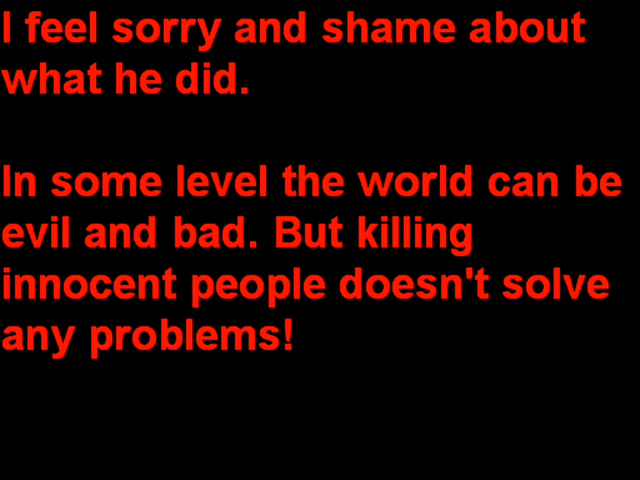 I feel sorry and shame about
what he did.
In some level the world can be
evil and bad. But killing
innocent people doesn't solve
any problems!